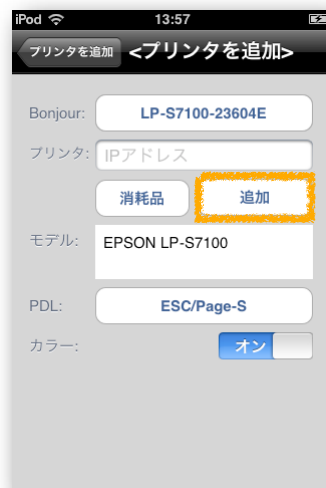 iPod 13:57
プリンタを追加 <プリンタを追加>
Bonjour: LP-S7100-23604E
プリンタ: IPアドレス
消耗品 追加
モデル: EPSON LP-S7100
PDL: ESC/Page-S
カラー: オン